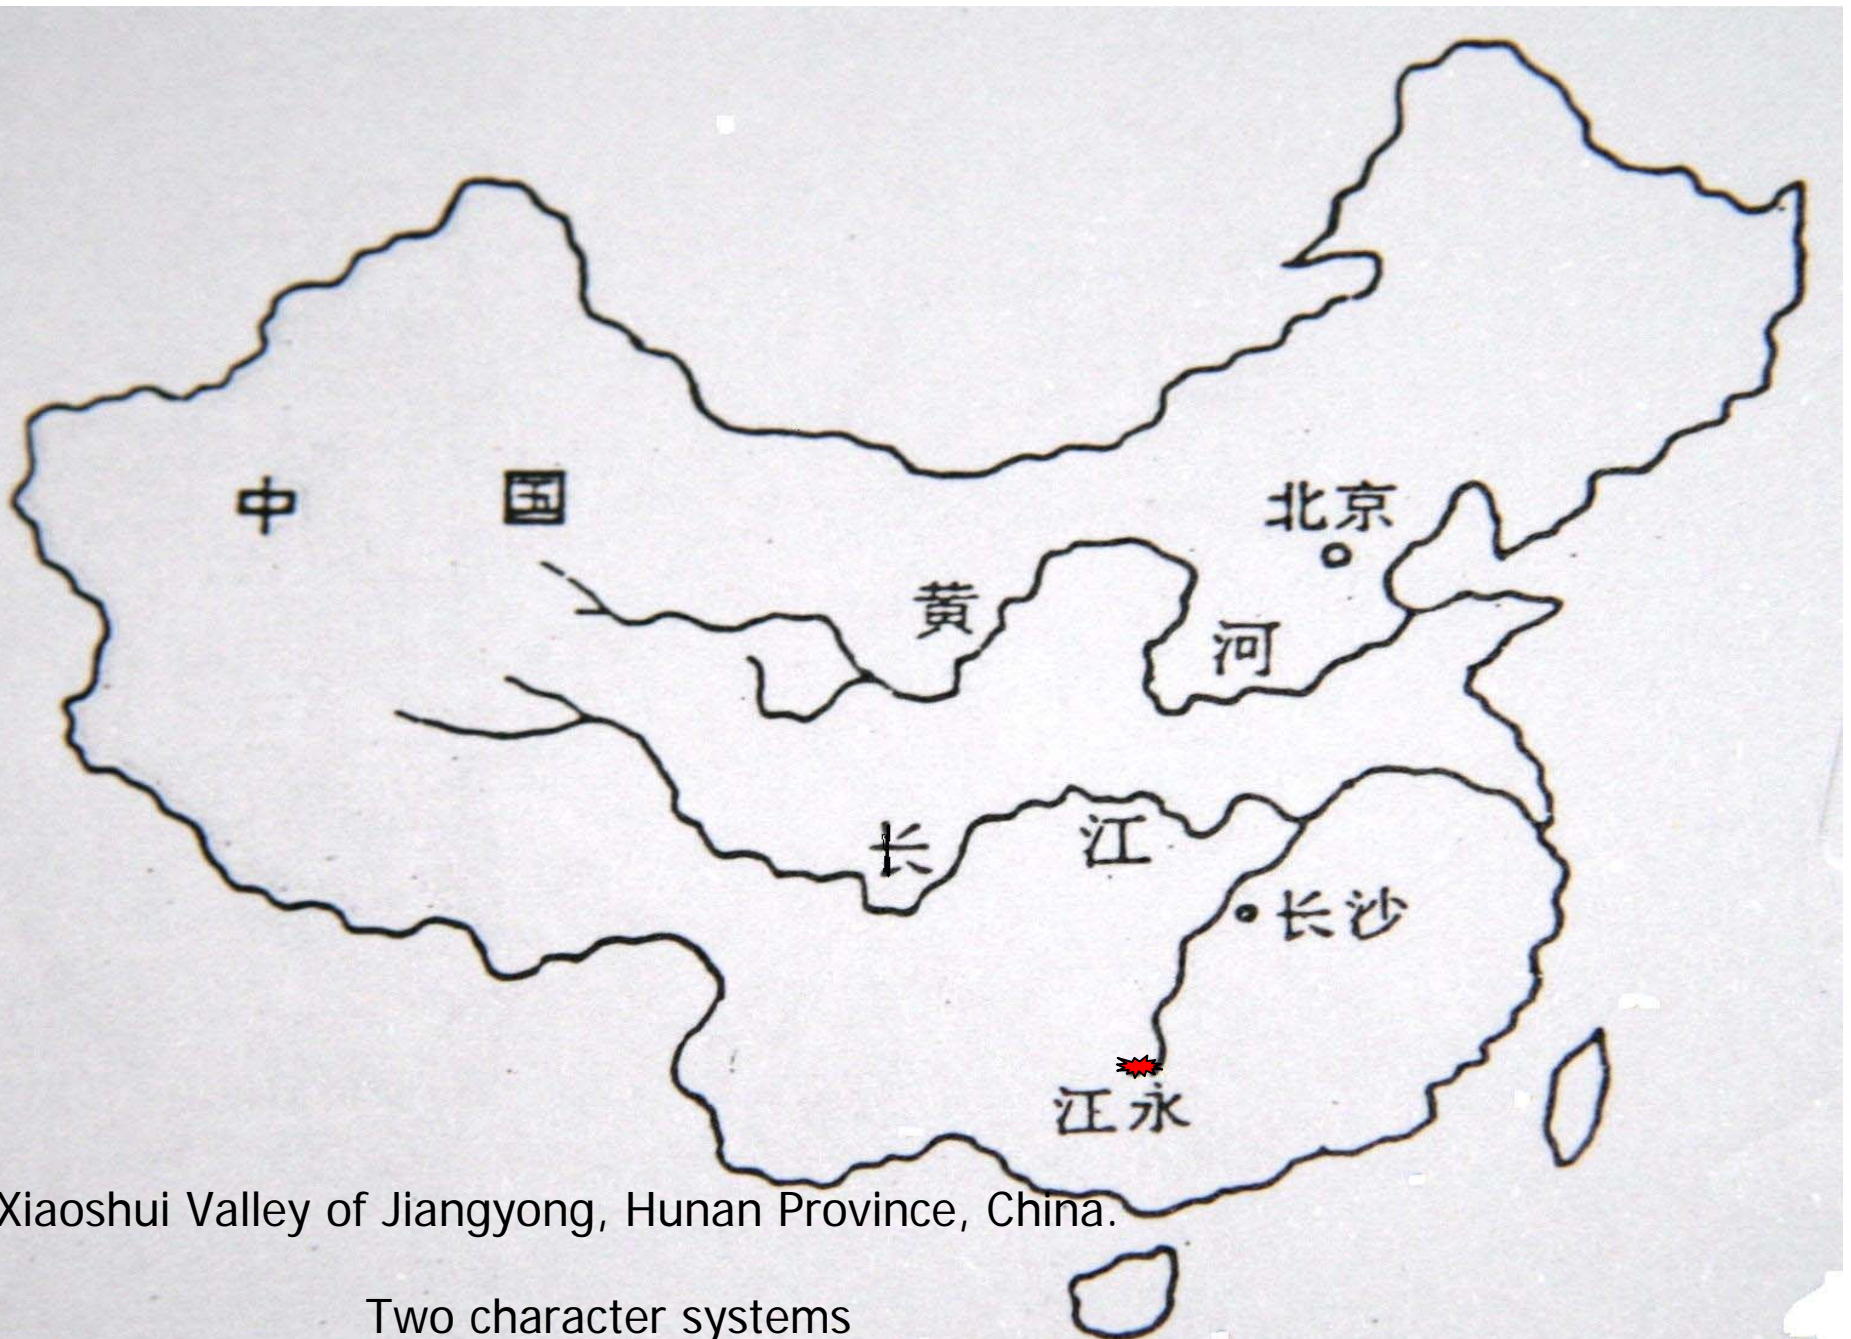 中 国
北京
黄
河
长 江
长沙
江永
Xiaoshui Valley of Jiangyong, Hunan Province, China.
Two character systems